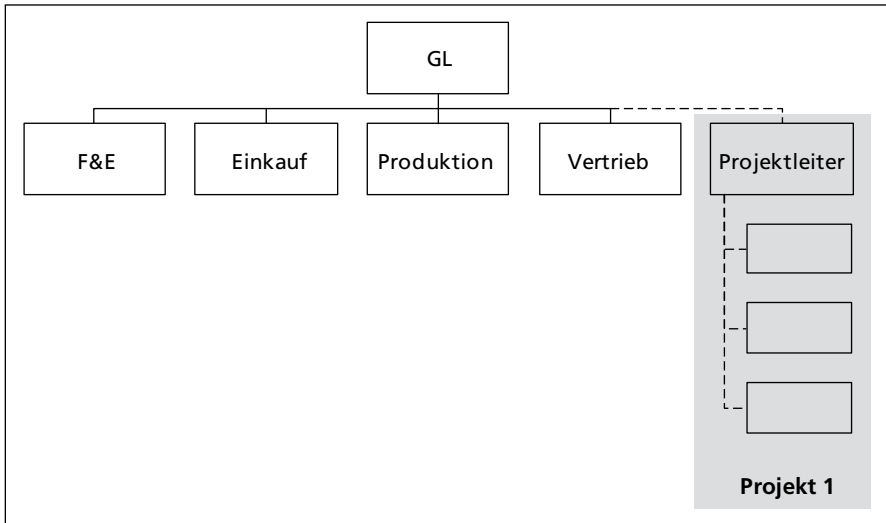 GL
F&E
Einkauf
Produktion
Vertrieb
Projektleiter
Projekt 1